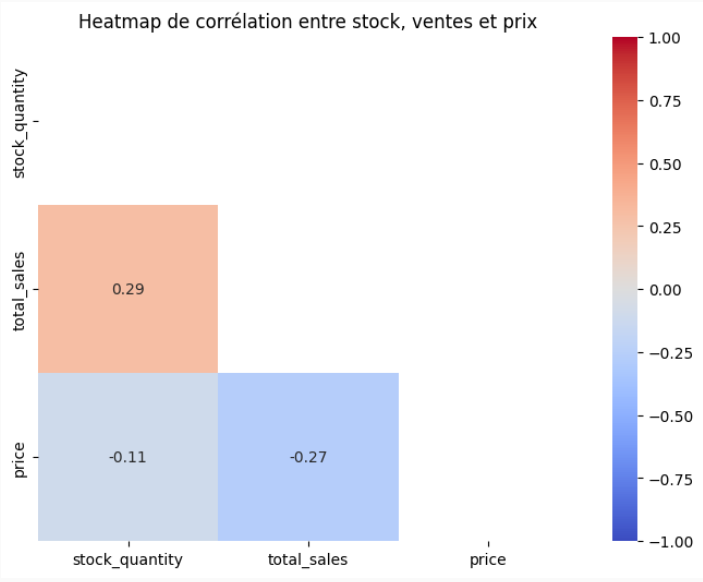 Heatmap de corrélation entre stock, ventes et prix
stock_quantity
total_sales
price
0.29
-0.11
-0.27
stock_quantity
total_sales
price
1.00
0.75
0.50
0.25
0.00
−0.25
−0.50
−0.75
−1.00